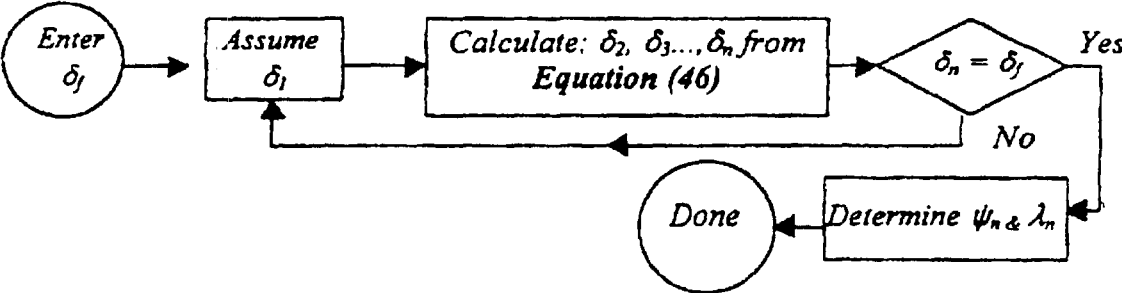 Enter
δf
Assume
δ1
Calculate: δ2, δ3...,δn from
Equation (46)
δn = δf
Yes
No
Determine ψn & λn
Done